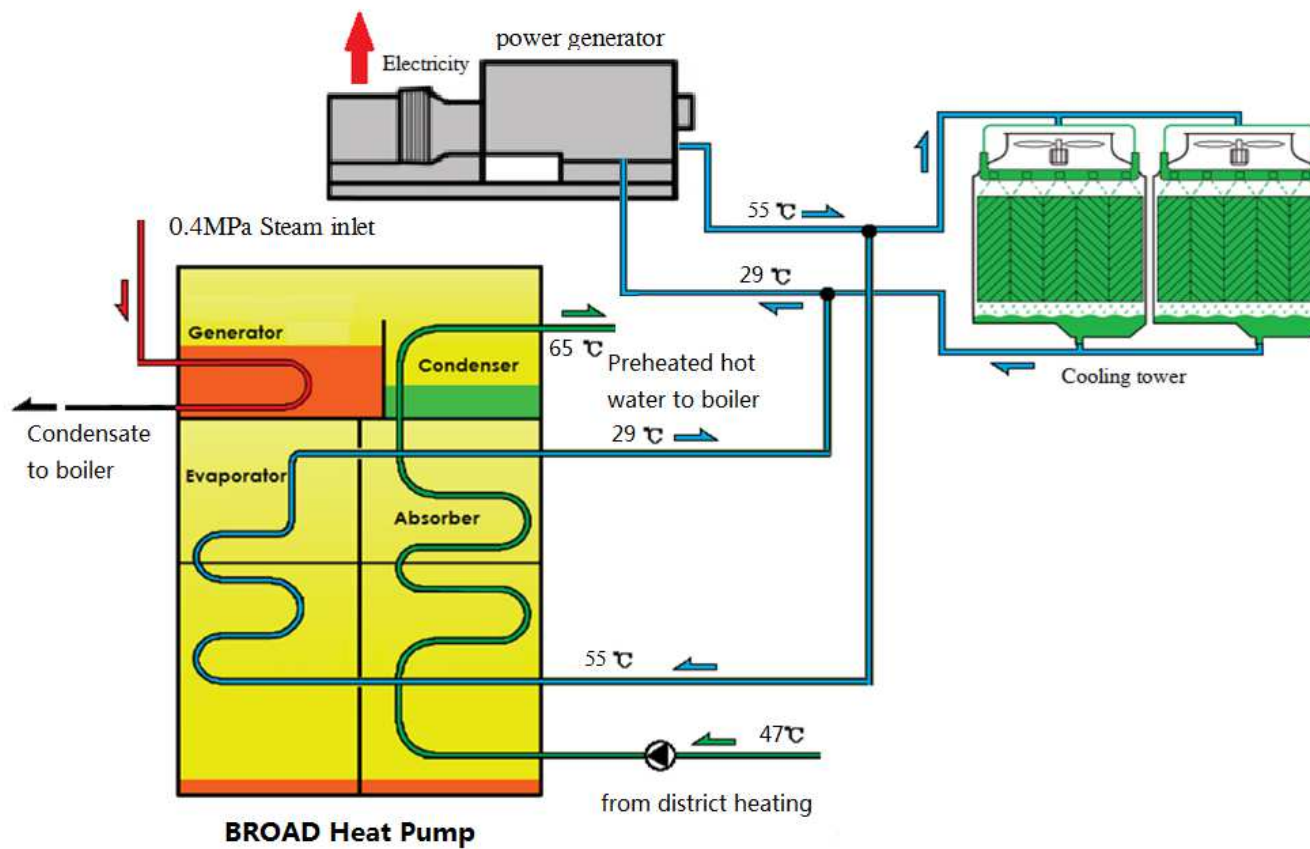 power generator
Electricity
55 ℃
0.4MPa Steam inlet
29 ℃
Generator
65 ℃
Condenser
Preheated hot
water to boiler
Cooling tower
Condensate
to boiler
29 ℃
Evaporator
Absorber
55 ℃
47℃
from district heating
BROAD Heat Pump